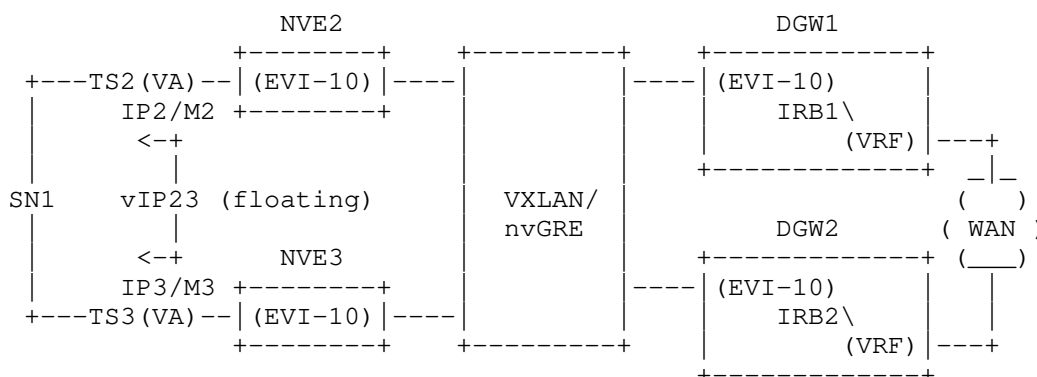 NVE2 DGW1
TS2(VA) (EVI-10) (EVI-10)
IP2/M2 IRB1
(VRF)
SN1 vIP23 (floating) VXLAN/
nvGRE DGW2 ( WAN )
NVE3
IP3/M3 (EVI-10)
TS3(VA) (EVI-10) IRB2
(VRF)